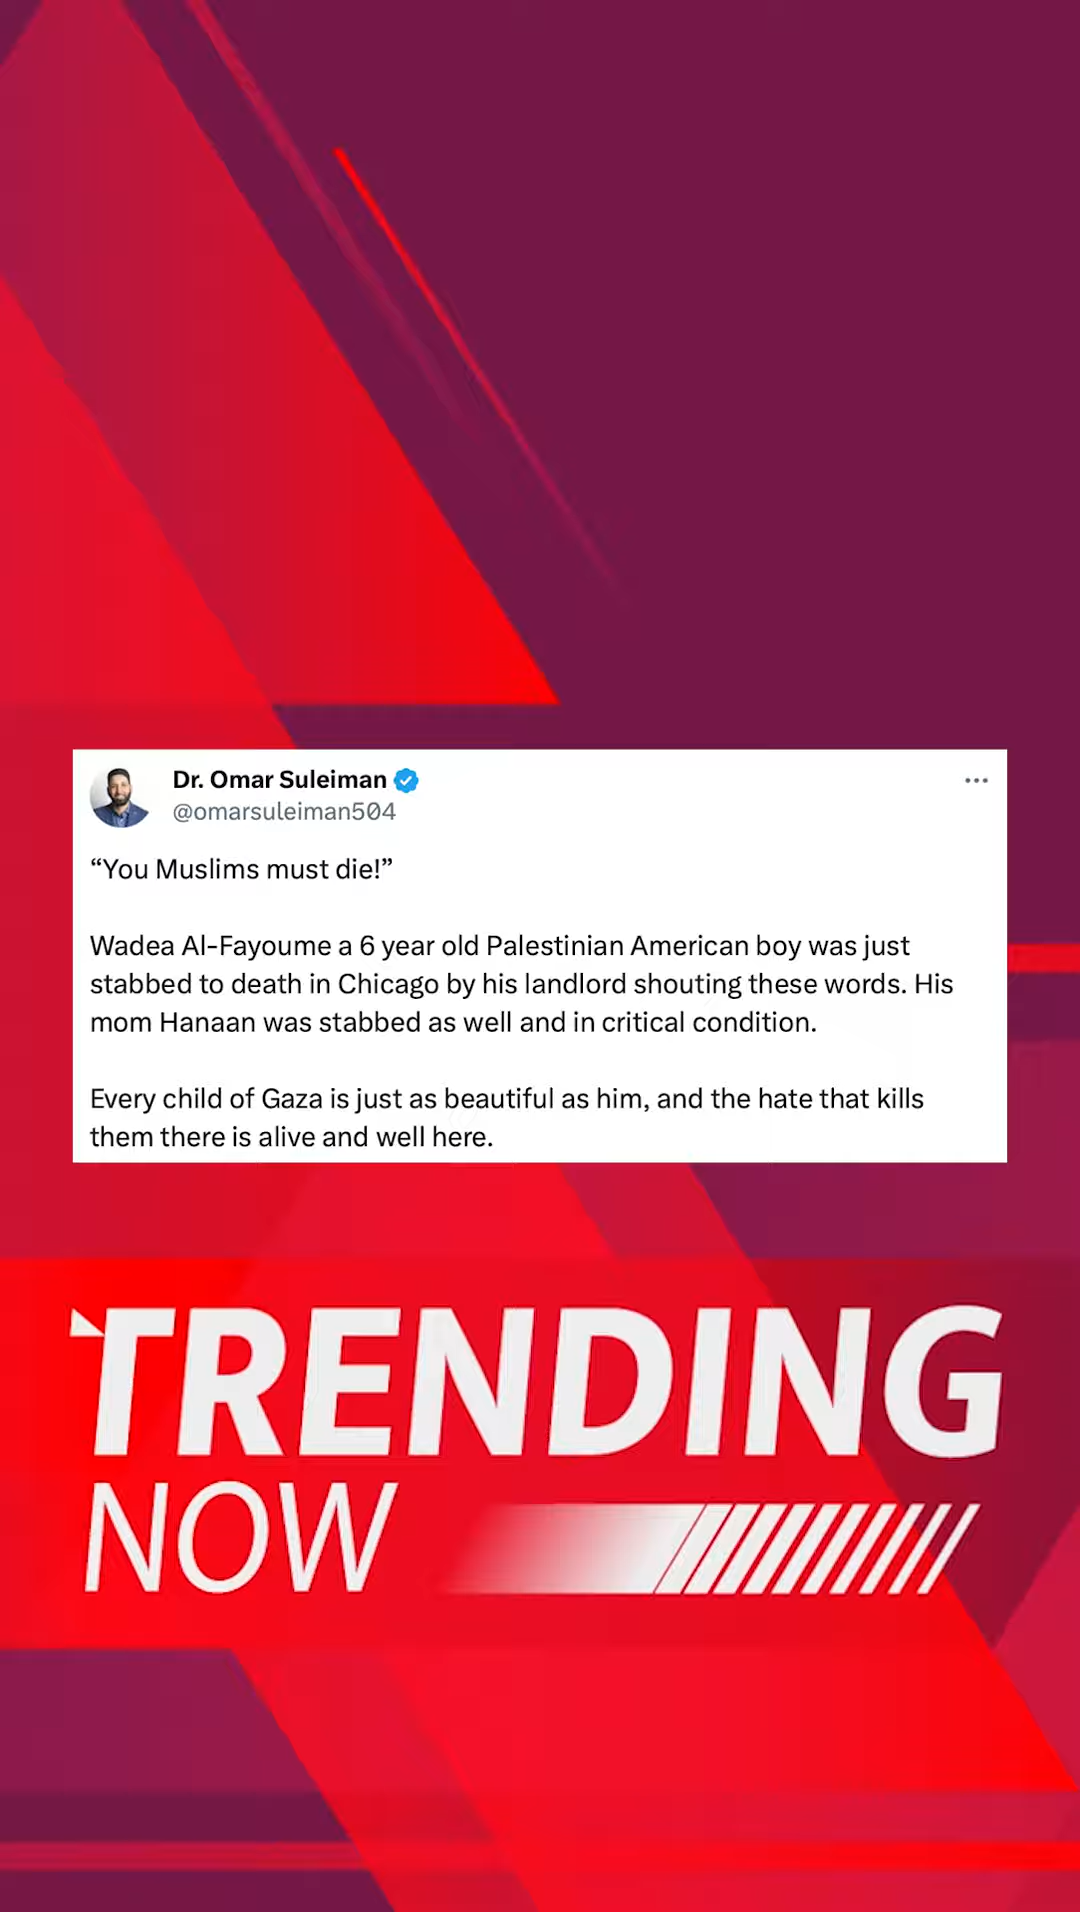 Dr. Omar Suleiman
@omarsuleiman504
“You Muslims must die!”
Wadea Al-Fayoume a 6 year old Palestinian American boy was just
stabbed to death in Chicago by his landlord shouting these words. His
mom Hanaan was stabbed as well and in critical condition.
Every child of Gaza is just as beautiful as him, and the hate that kills
them there is alive and well here.
TRENDING
NOW